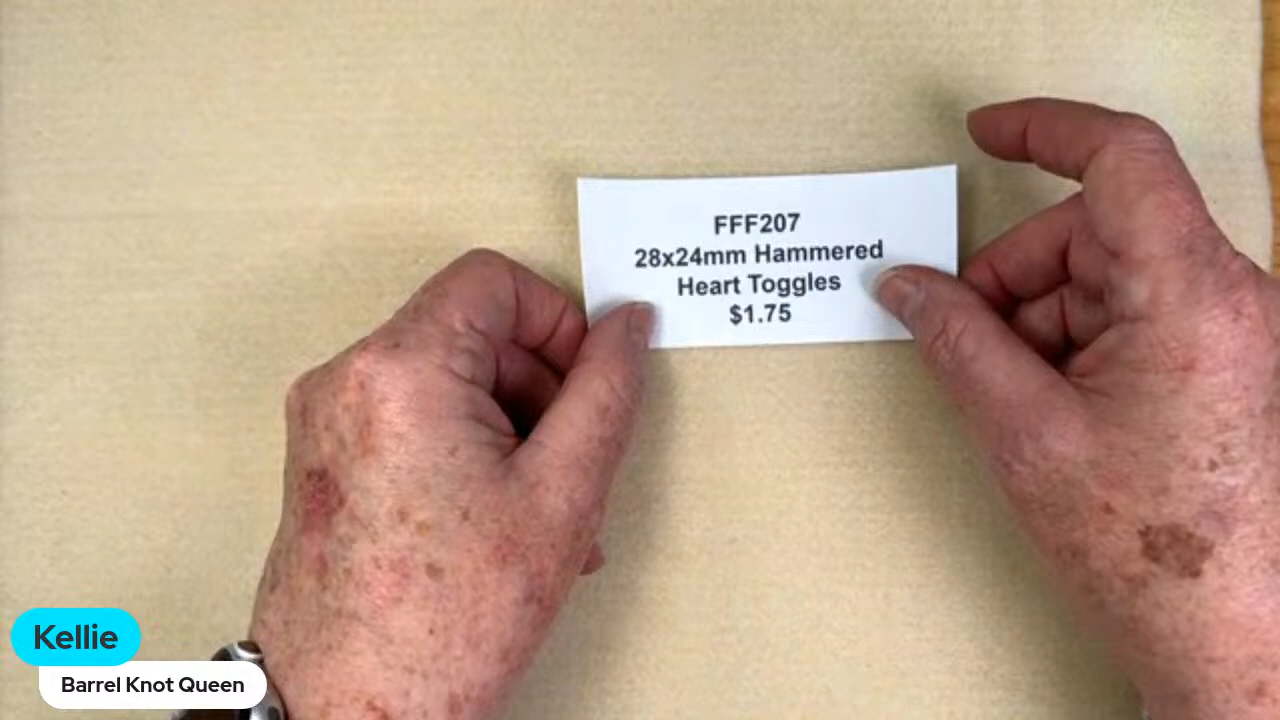 FFF207
28x24mm Hammered
Heart Toggles
$1.75
Kellie
Barrel Knot Queen